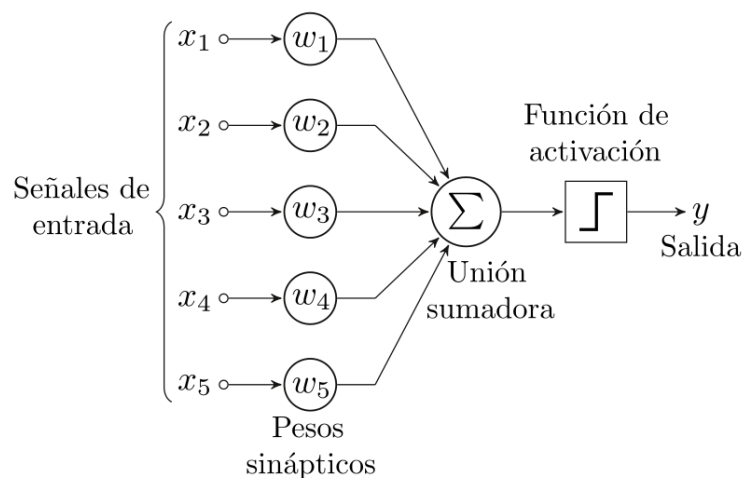 Señales de
entrada
x₁
w₁
x₂
w₂
x₃
w₃
x₄
w₄
x₅
w₅
Pesos
sinápticos
Σ
Unión
sumadora
Función de
activación
y
Salida